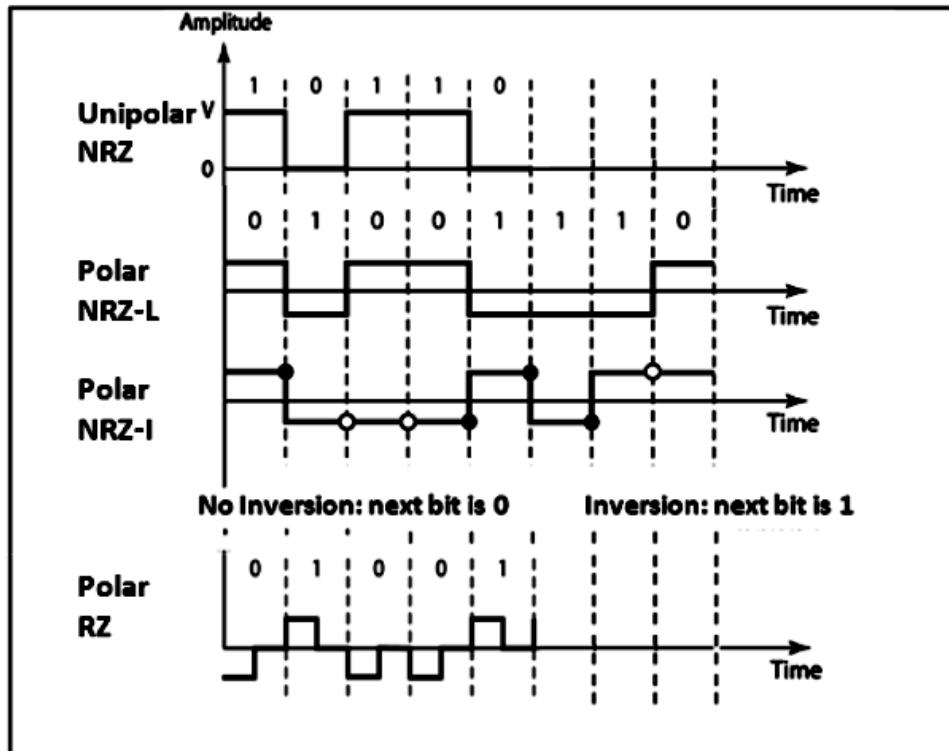 Amplitude
1 0 1 1 0
Unipolar V
NRZ
0
Time
0 1 0 0 1 1 1 0
Polar
NRZ-L
Time
Polar
NRZ-I
Time
No Inversion: next bit is 0 Inversion: next bit is 1
0 1 0 0 1
Polar
RZ
Time